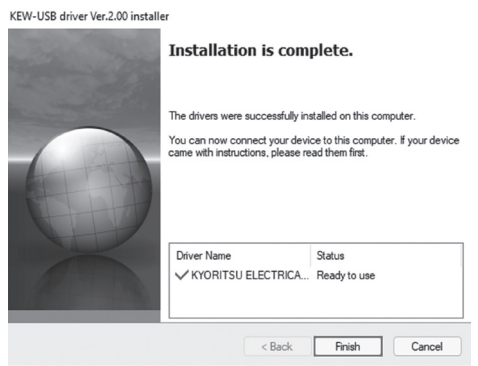 KEW-USB driver Ver.2.00 installer
Installation is complete.
The drivers were successfully installed on this computer.
You can now connect your device to this computer. If your device
came with instructions, please read them first.
Driver Name Status
KYORITSU ELECTRICA... Ready to use
< Back Finish Cancel